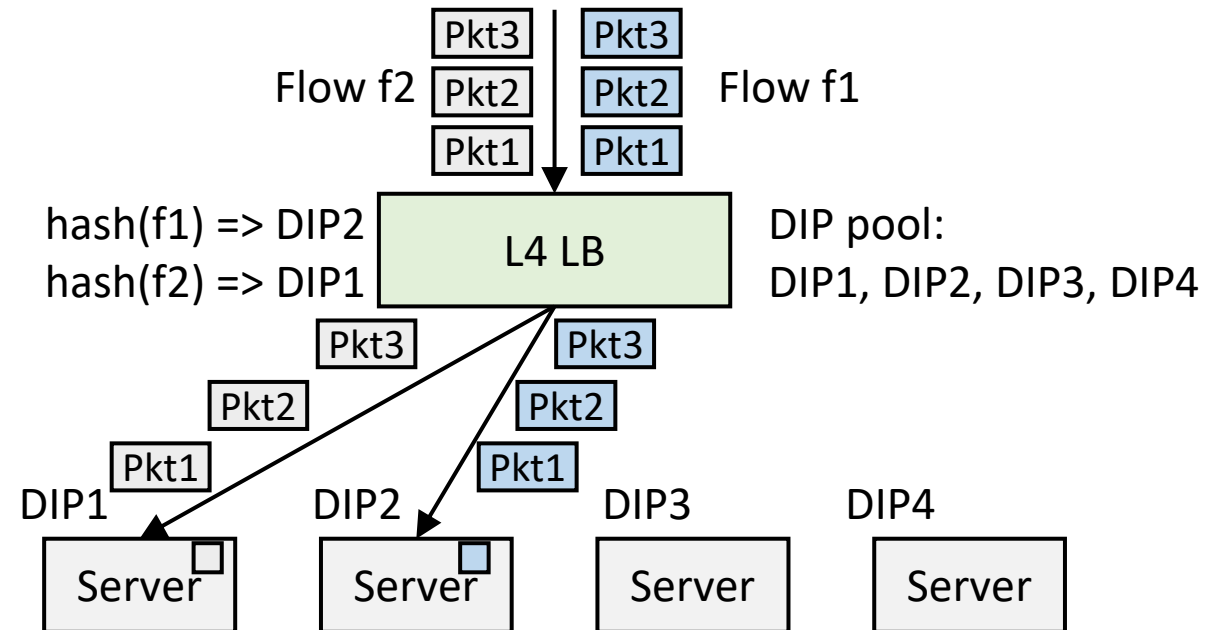 Pkt3 Pkt3
Flow f2 Pkt2 Pkt2 Flow f1
Pkt1 Pkt1
hash(f1) => DIP2
hash(f2) => DIP1
L4 LB
DIP pool:
DIP1, DIP2, DIP3, DIP4
Pkt3 Pkt3
Pkt2 Pkt2
Pkt1 Pkt1
DIP1 DIP2 DIP3 DIP4
Server Server Server Server